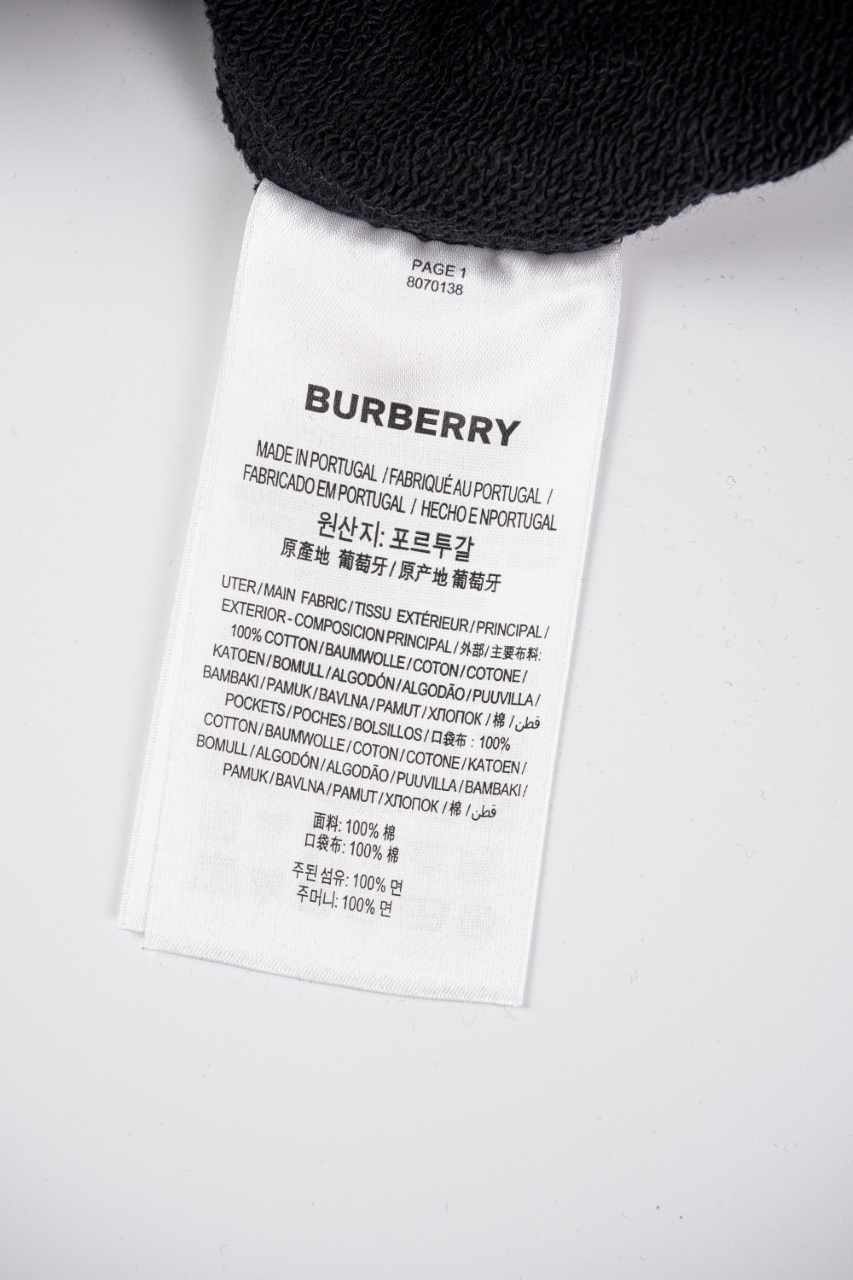 PAGE 1
8070138
BURBERRY
MADE IN PORTUGAL / FABRIQUÉ AU PORTUGAL /
FABRICADO EM PORTUGAL / HECHO E NPORTUGAL
원산지: 포르투갈
原產地 葡萄牙 / 原产地 葡萄牙
UTER / MAIN FABRIC / TISSU EXTÉRIEUR / PRINCIPAL /
EXTERIOR - COMPOSICION PRINCIPAL / 外部 / 主要布料:
100% COTTON / BAUMWOLLE / COTON / COTONE /
KATOEN / BOMULL / ALGODÓN / ALGODÃO / PUUVILLA /
BAMBAKI / PAMUK / BAVLNA / PAMUT / ХЛОПОК / 棉 / قطن
POCKETS / POCHES / BOLSILLOS / 口袋布 : 100%
COTTON / BAUMWOLLE / COTON / COTONE / KATOEN /
BOMULL / ALGODÓN / ALGODÃO / PUUVILLA / BAMBAKI /
PAMUK / BAVLNA / PAMUT / ХЛОПОК / 棉 / قطن
面料: 100% 棉
口袋布: 100% 棉
주된 섬유: 100% 면
주머니: 100% 면